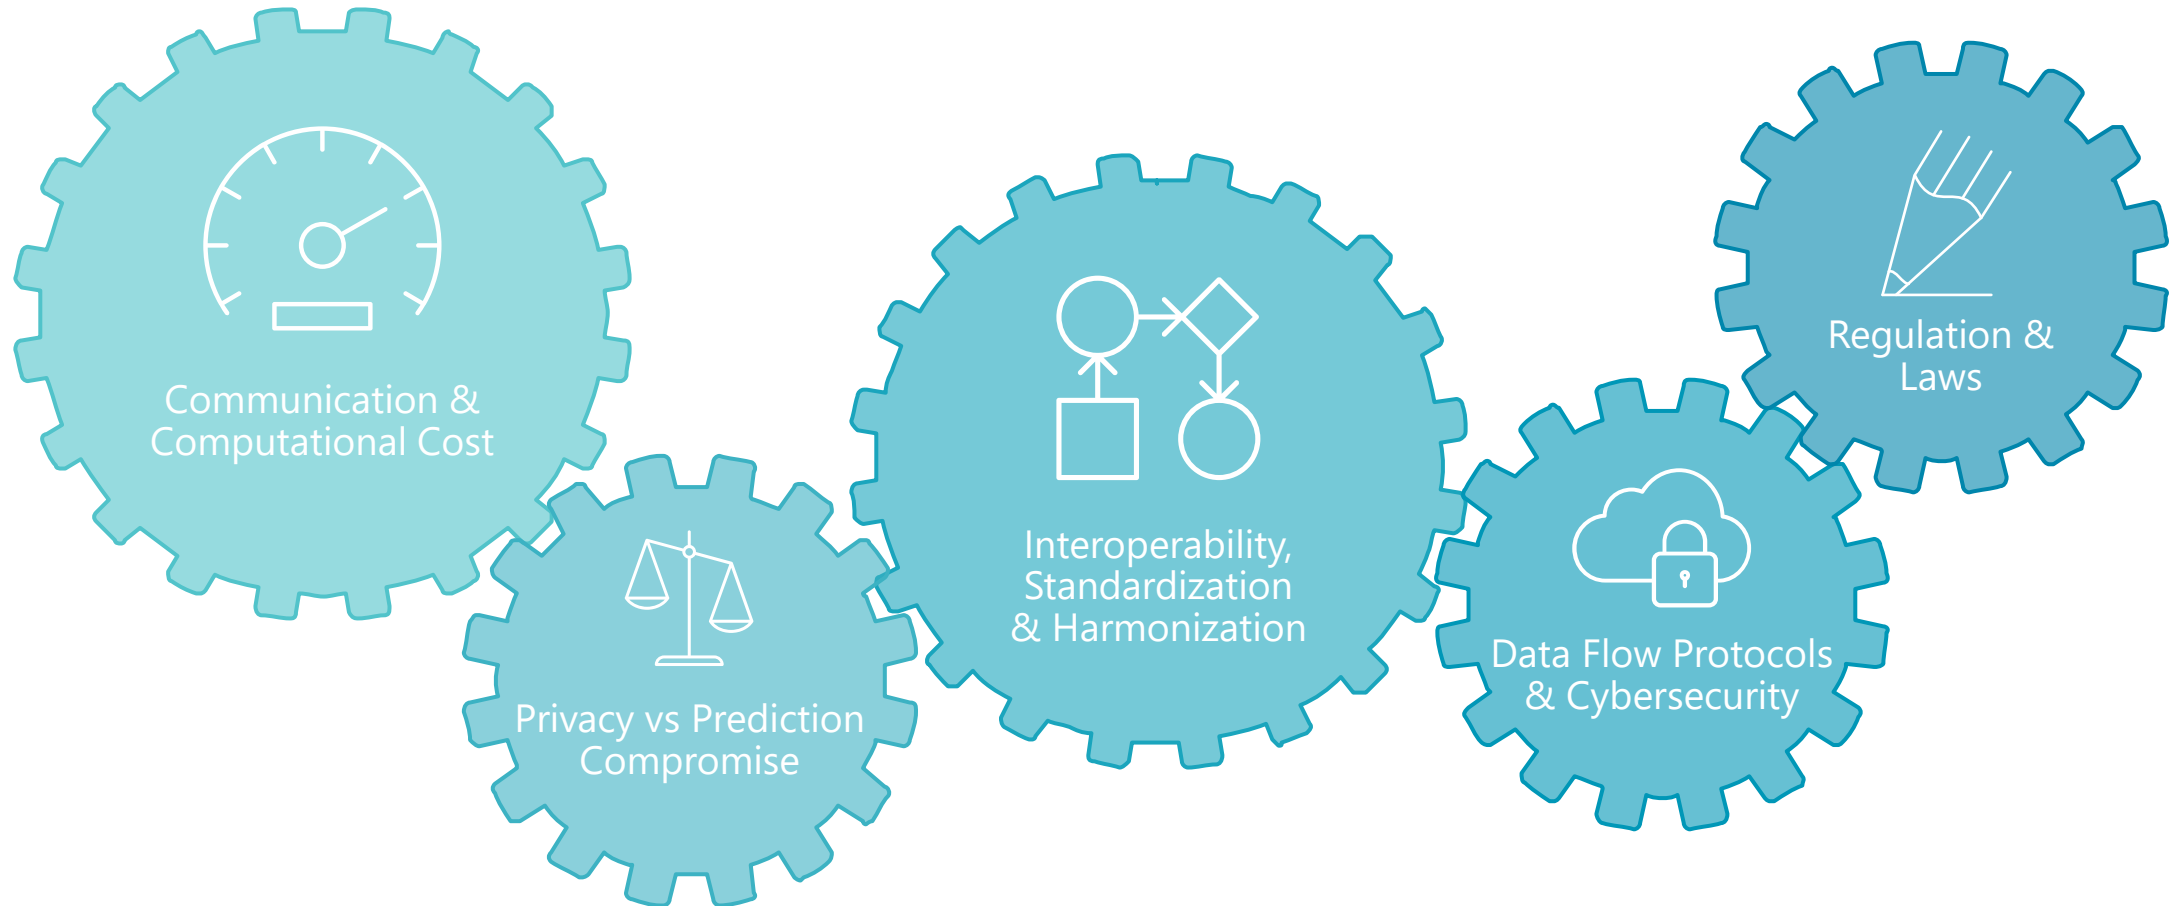 Communication &
Computational Cost
Privacy vs Prediction
Compromise
Interoperability,
Standardization
& Harmonization
Data Flow Protocols
& Cybersecurity
Regulation &
Laws